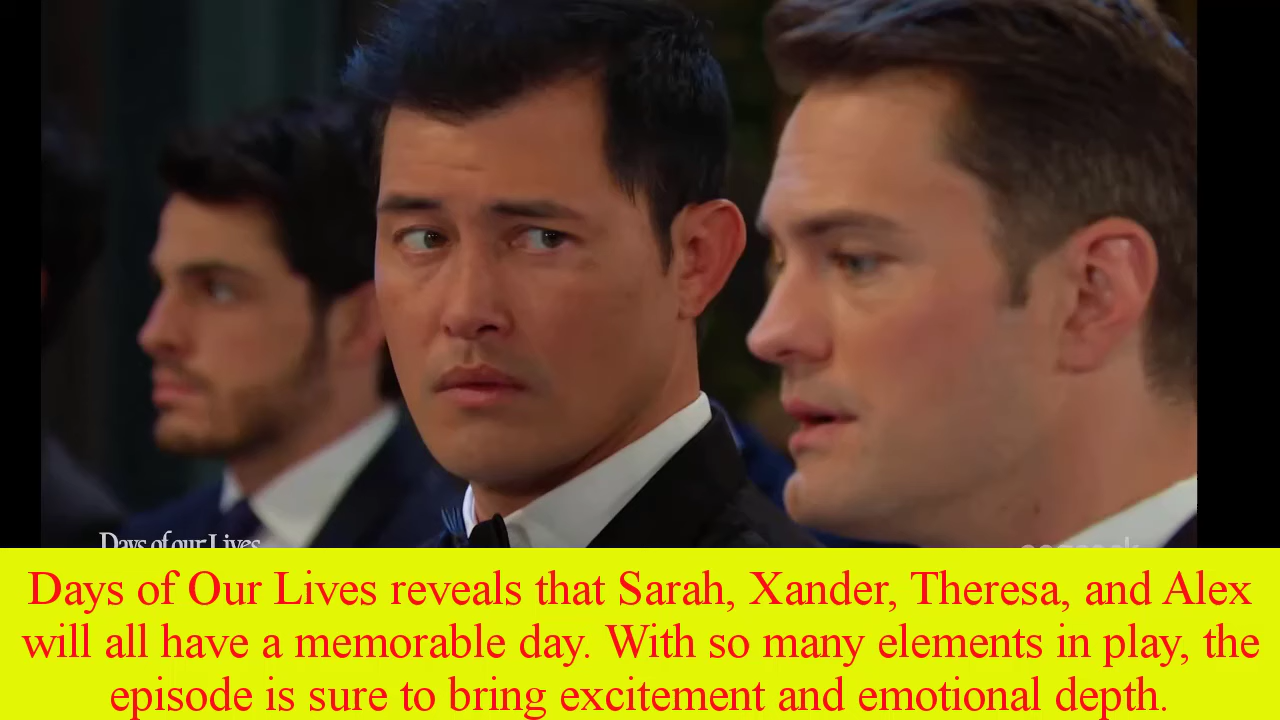 Days of our Lives
peacock
Days of Our Lives reveals that Sarah, Xander, Theresa, and Alex
will all have a memorable day. With so many elements in play, the
episode is sure to bring excitement and emotional depth.